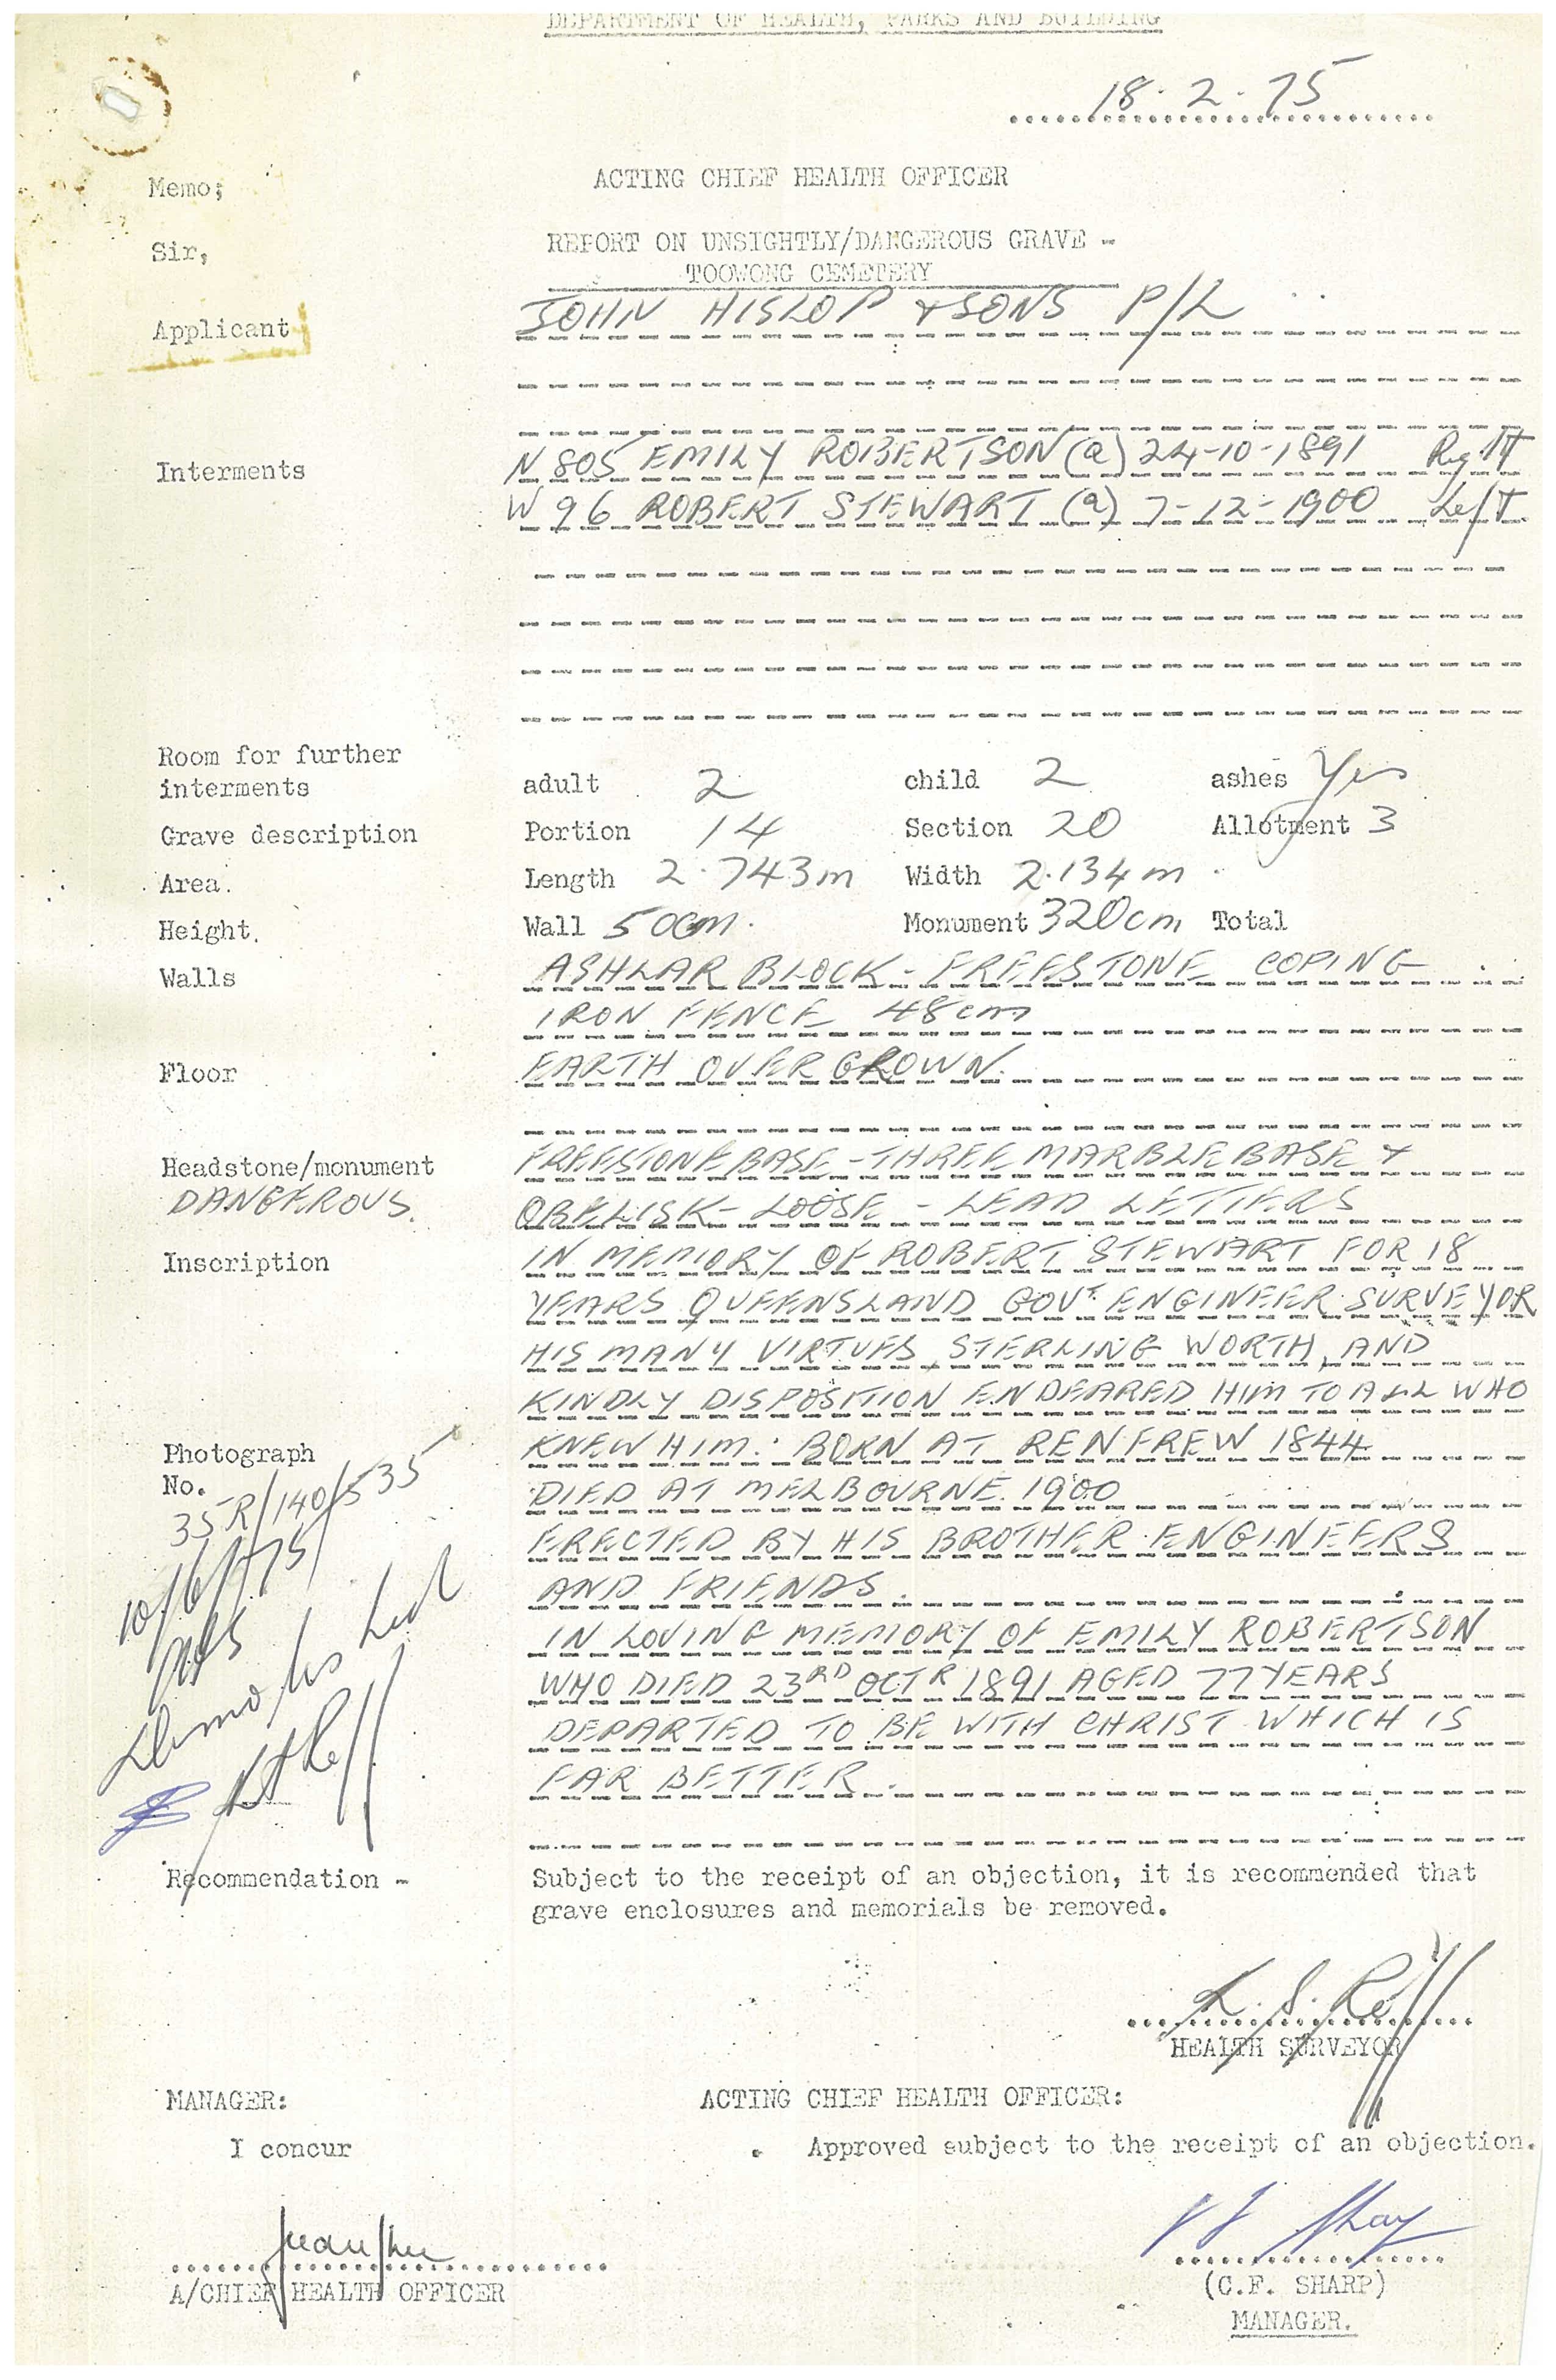 DEPARTMENT OF HEALTH, PARKS AND BUILDING
18.2.75
Memo;
ACTING CHIEF HEALTH OFFICER
Sir,
REPORT ON UNSIGHTLY/DANGEROUS GRAVE -
TOOWONG CEMETERY
Applicant
JOHN HISLOP & SONS P/L
Interments
N 805 EMILY ROBERTSON (a) 24-10-1891 Right
W 96 ROBERT STEWART (a) 7-12-1900 Left
Room for further
interments adult 2 child 2 ashes Yes
Grave description Portion 14 Section 20 Allotment 3
Area. Length 2.743m Width 2.134m
Height. Wall 50cm. Monument 320cm Total
Walls ASHLAR BLOCK - FREESTONE COPING
IRON FENCE 48cm
Floor EARTH OVERGROWN.
Headstone/monument FREESTONE BASE - THREE MARBLE BASE &
DANGEROUS. OBELISK - LOOSE - LEAD LETTERS
Inscription IN MEMORY OF ROBERT STEWART FOR 18
YEARS QUEENSLAND GOVT. ENGINEER SURVEYOR
HIS MANY VIRTUES, STERLING WORTH, AND
KINDLY DISPOSITION ENDEARED HIM TO ALL WHO
Photograph KNEW HIM. BORN AT RENFREW 1844.
No. DIED AT MELBOURNE. 1900
35R/140/535 ERECTED BY HIS BROTHER ENGINEERS
10/6/75 AND FRIENDS.
IN LOVING MEMORY OF EMILY ROBERTSON
WHO DIED 23RD OCTR 1891 AGED 77 YEARS
DEPARTED TO BE WITH CHRIST WHICH IS
FAR BETTER.
Recommendation - Subject to the receipt of an objection, it is recommended that
grave enclosures and memorials be removed.
HEALTH SURVEYOR
MANAGER: ACTING CHIEF HEALTH OFFICER:
I concur Approved subject to the receipt of an objection.
A/CHIEF HEALTH OFFICER
(C.F. SHARP)
MANAGER.